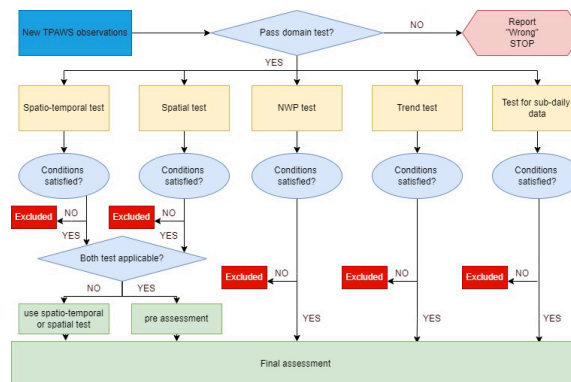 New TPAWS observations
Pass domain test?
NO
Report
"Wrong"
STOP
YES
Spatio-temporal test
Spatial test
NWP test
Trend test
Test for sub-daily
data
Conditions
satisfied?
Conditions
satisfied?
Conditions
satisfied?
Conditions
satisfied?
Conditions
satisfied?
Excluded
NO
Excluded
NO
YES
YES
Both test applicable?
Excluded
NO
Excluded
NO
Excluded
NO
NO
YES
use spatio-temporal
or spatial test
pre assessment
YES
YES
YES
Final assessment